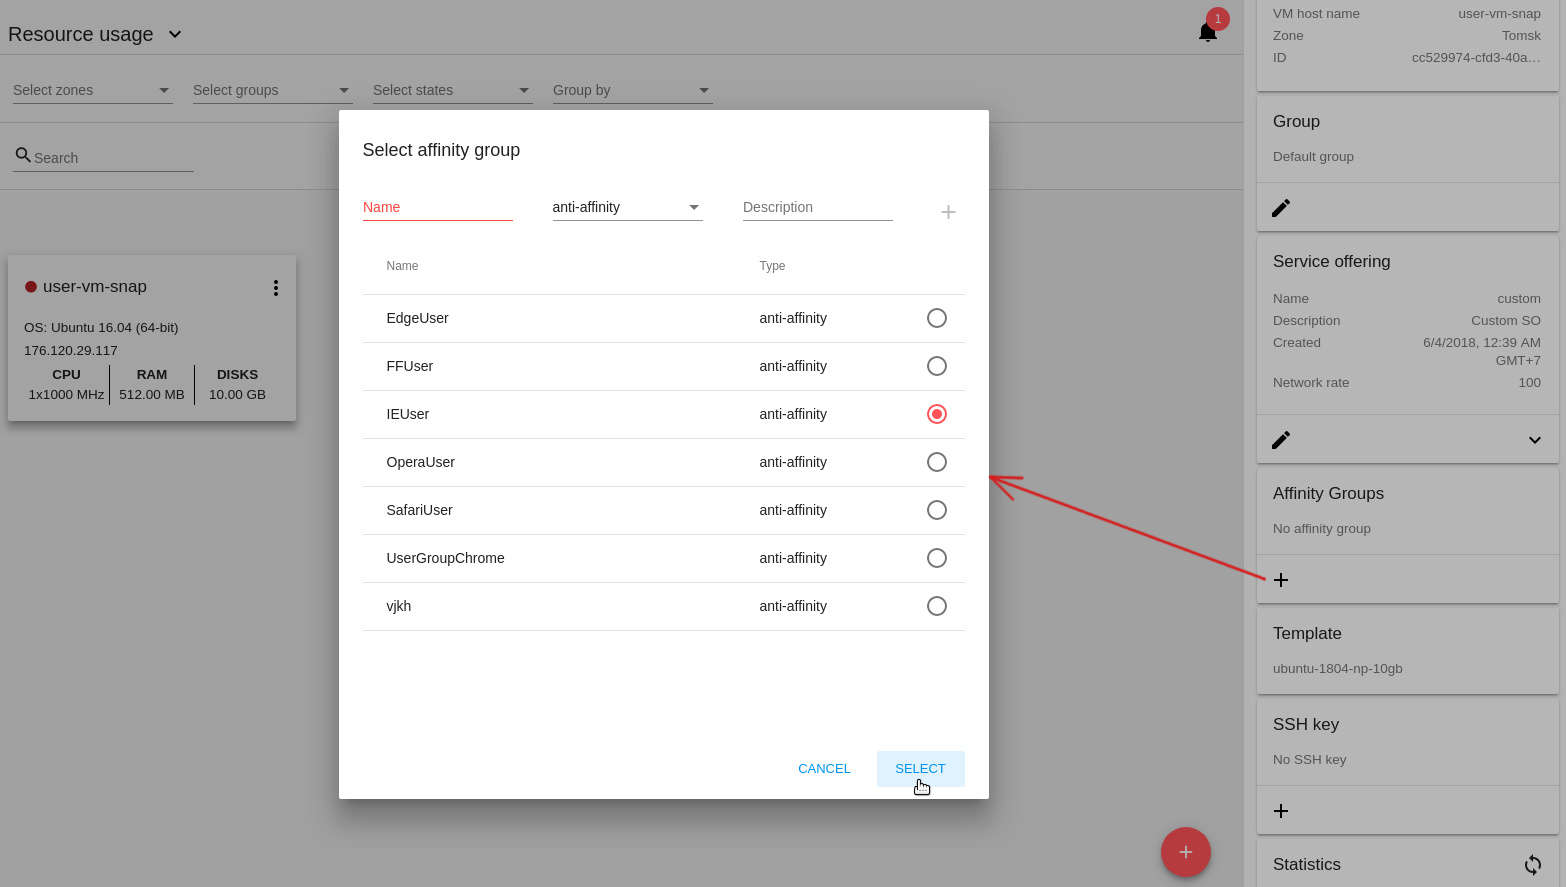 Resource usage
1
Select zones
Select groups
Select states
Group by
Search
user-vm-snap
OS: Ubuntu 16.04 (64-bit)
176.120.29.117
CPU RAM DISKS
1x1000 MHz 512.00 MB 10.00 GB
Select affinity group
Name anti-affinity Description
Name Type
EdgeUser anti-affinity
FFUser anti-affinity
IEUser anti-affinity
OperaUser anti-affinity
SafariUser anti-affinity
UserGroupChrome anti-affinity
vjkh anti-affinity
CANCEL SELECT
VM host name user-vm-snap
Zone Tomsk
ID cc529974-cfd3-40a…
Group
Default group
Service offering
Name custom
Description Custom SO
Created 6/4/2018, 12:39 AM
GMT+7
Network rate 100
Affinity Groups
No affinity group
Template
ubuntu-1804-np-10gb
SSH key
No SSH key
Statistics